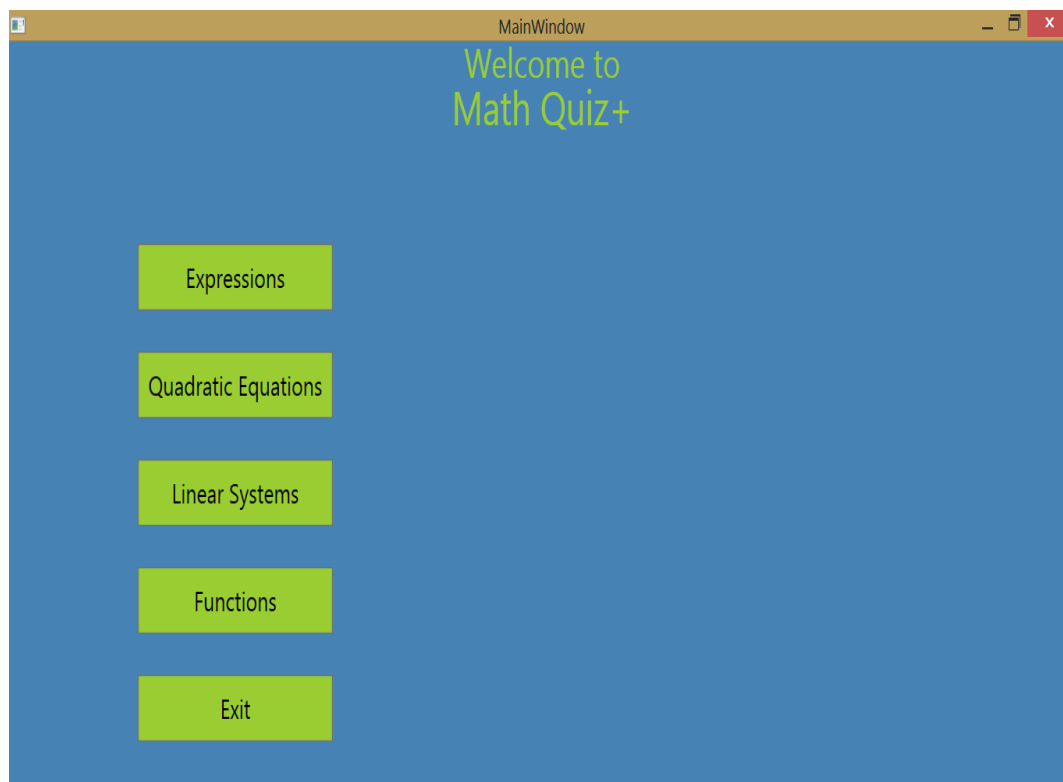 MainWindow
Welcome to
Math Quiz+
Expressions
Quadratic Equations
Linear Systems
Functions
Exit